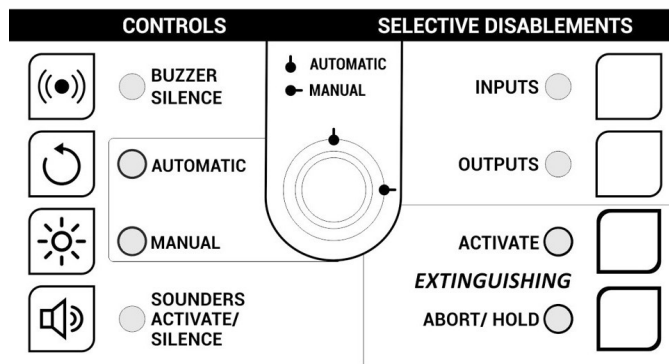 CONTROLS
SELECTIVE DISABLEMENTS
BUZZER
SILENCE
AUTOMATIC
MANUAL
INPUTS
AUTOMATIC
OUTPUTS
MANUAL
ACTIVATE
EXTINGUISHING
SOUNDERS
ACTIVATE/
SILENCE
ABORT/ HOLD